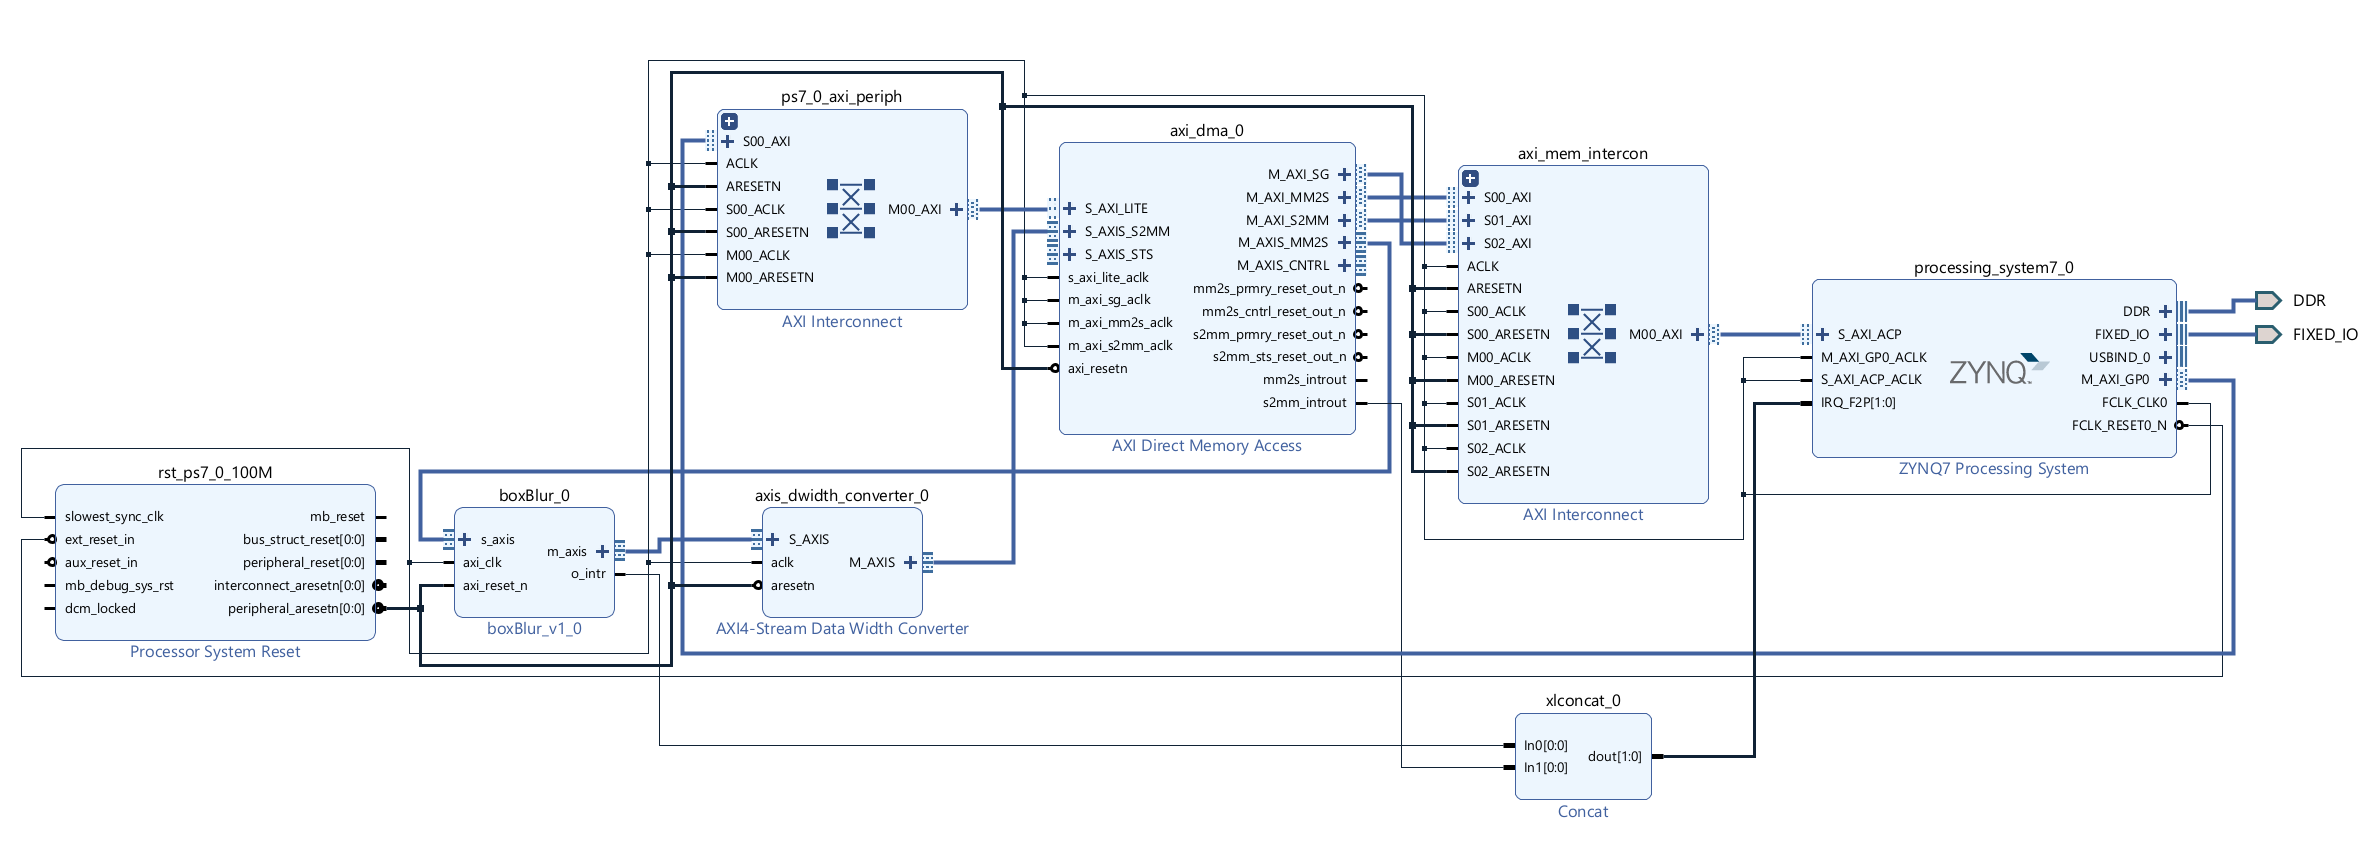 ps7_0_axi_periph
S00_AXI
ACLK
ARESETN
S00_ACLK
S00_ARESETN
M00_ACLK
M00_ARESETN
M00_AXI
AXI Interconnect
axi_dma_0
S_AXI_LITE
S_AXIS_S2MM
S_AXIS_STS
s_axi_lite_aclk
m_axi_sg_aclk
m_axi_mm2s_aclk
m_axi_s2mm_aclk
axi_resetn
M_AXI_SG
M_AXI_MM2S
M_AXI_S2MM
M_AXIS_MM2S
M_AXIS_CNTRL
mm2s_prmry_reset_out_n
mm2s_cntrl_reset_out_n
s2mm_prmry_reset_out_n
s2mm_sts_reset_out_n
mm2s_introut
s2mm_introut
AXI Direct Memory Access
axi_mem_intercon
S00_AXI
S01_AXI
S02_AXI
ACLK
ARESETN
S00_ACLK
S00_ARESETN
M00_ACLK
M00_ARESETN
S01_ACLK
S01_ARESETN
S02_ACLK
S02_ARESETN
M00_AXI
AXI Interconnect
processing_system7_0
S_AXI_ACP
M_AXI_GP0_ACLK
S_AXI_ACP_ACLK
IRQ_F2P[1:0]
ZYNQ
DDR
FIXED_IO
USBIND_0
M_AXI_GP0
FCLK_CLK0
FCLK_RESET0_N
ZYNQ7 Processing System
DDR
FIXED_IO
rst_ps7_0_100M
slowest_sync_clk
ext_reset_in
aux_reset_in
mb_debug_sys_rst
dcm_locked
mb_reset
bus_struct_reset[0:0]
peripheral_reset[0:0]
interconnect_aresetn[0:0]
peripheral_aresetn[0:0]
Processor System Reset
boxBlur_0
s_axis
axi_clk
axi_reset_n
m_axis
o_intr
boxBlur_v1_0
axis_dwidth_converter_0
S_AXIS
aclk
aresetn
M_AXIS
AXI4-Stream Data Width Converter
xlconcat_0
In0[0:0]
In1[0:0]
dout[1:0]
Concat